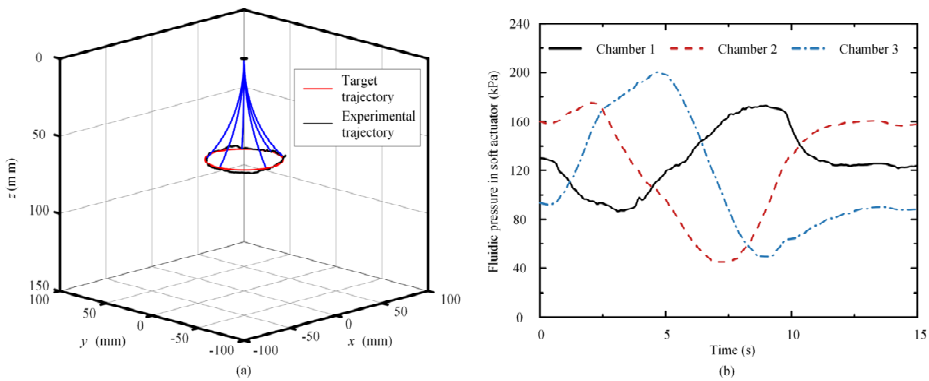 0
50
100
150
z (mm)
100
50
0
-50
-100
y (mm)
-100
-50
0
50
100
x (mm)
Target
trajectory
Experimental
trajectory
(a)
240
200
160
120
80
40
0
Fluidic pressure in soft actuator (kPa)
Chamber 1 Chamber 2 Chamber 3
0 5 10 15
Time (s)
(b)